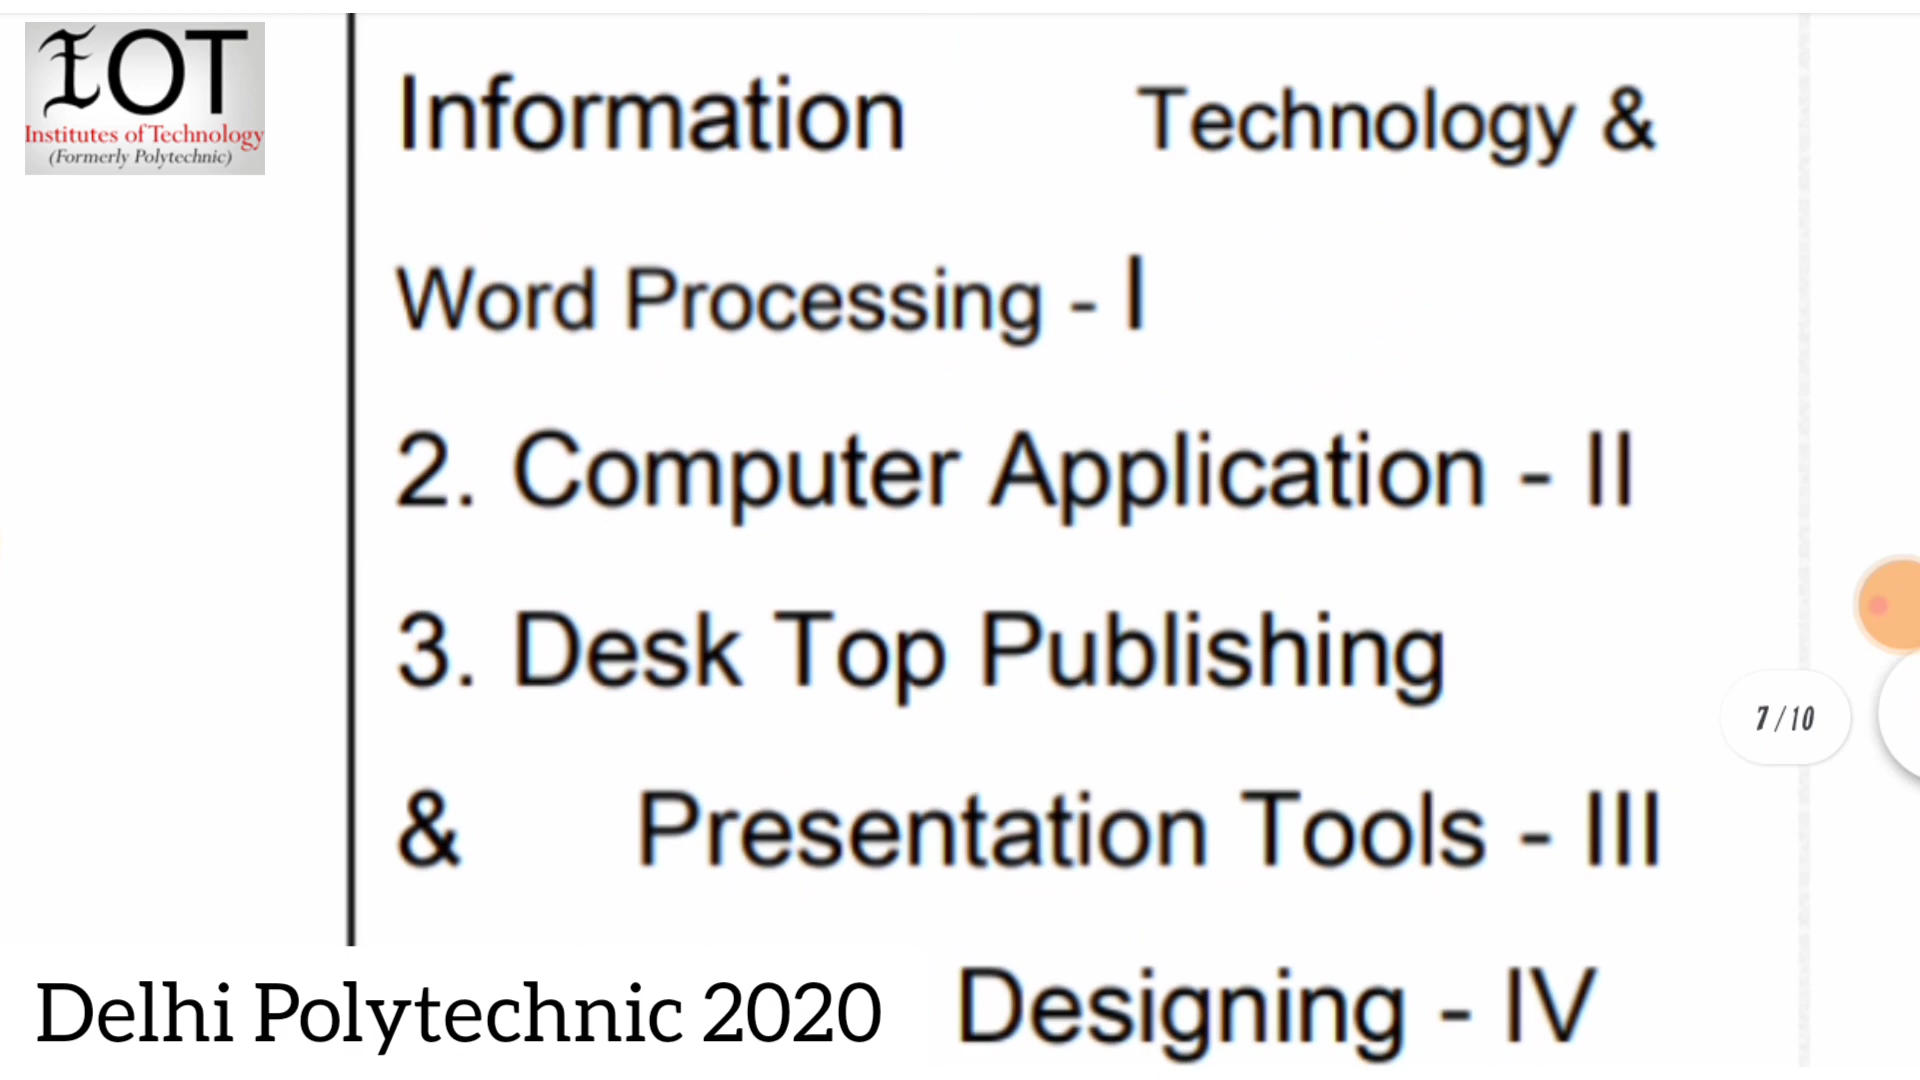 IOT
Institutes of Technology
(Formerly Polytechnic)
Information Technology &
Word Processing - I
2. Computer Application - II
3. Desk Top Publishing
& Presentation Tools - III
7/10
Designing - IV
Delhi Polytechnic 2020